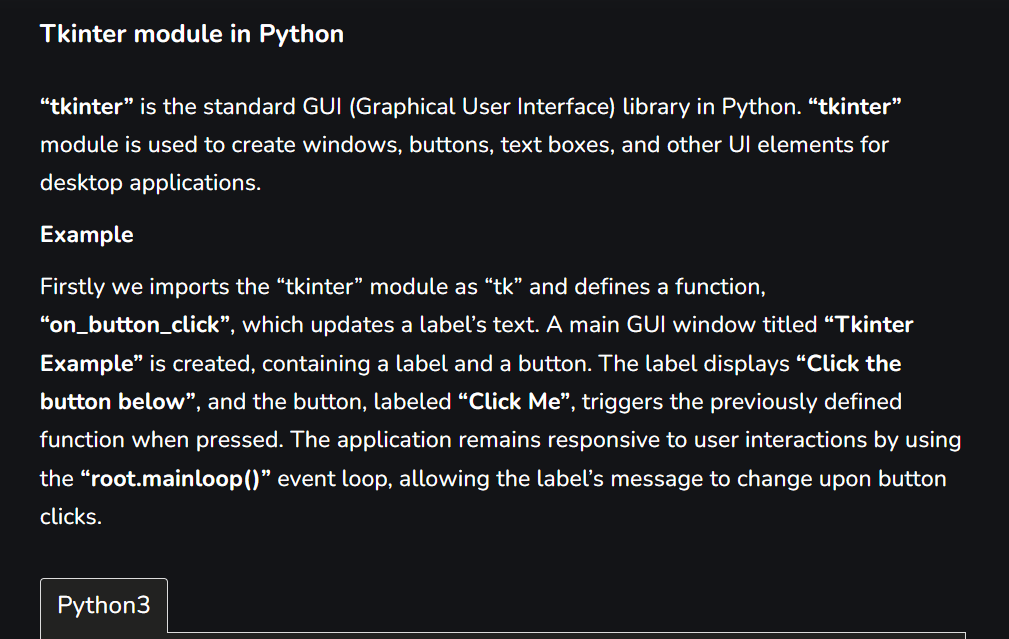 Tkinter module in Python
“tkinter” is the standard GUI (Graphical User Interface) library in Python. “tkinter”
module is used to create windows, buttons, text boxes, and other UI elements for
desktop applications.
Example
Firstly we imports the “tkinter” module as “tk” and defines a function,
“on_button_click”, which updates a label’s text. A main GUI window titled “Tkinter
Example” is created, containing a label and a button. The label displays “Click the
button below”, and the button, labeled “Click Me”, triggers the previously defined
function when pressed. The application remains responsive to user interactions by using
the “root.mainloop()” event loop, allowing the label’s message to change upon button
clicks.
Python3